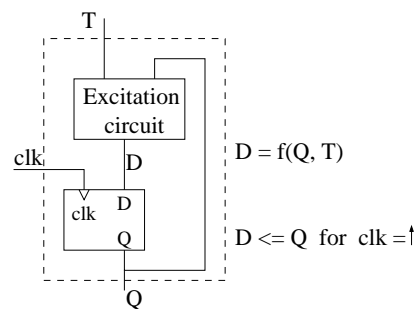 T
Excitation
circuit
clk
D
D = f(Q, T)
clk
D
Q
D <= Q for clk =↑
Q